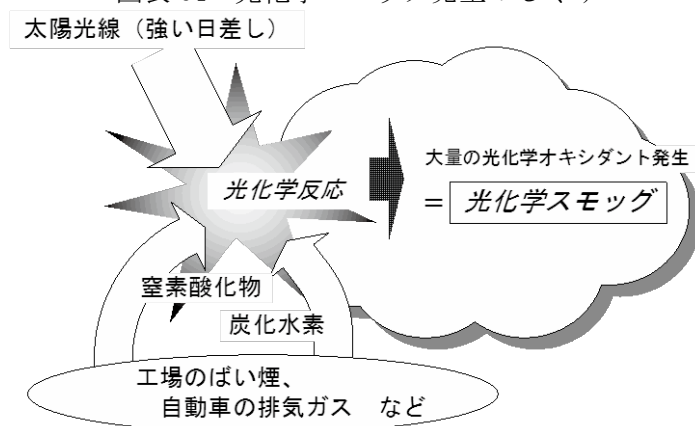 太陽光線（強い日差し）
大量の光化学オキシダント発生
光化学反応
= 光化学スモッグ
窒素酸化物
炭化水素
工場のばい煙、
自動車の排気ガス　など